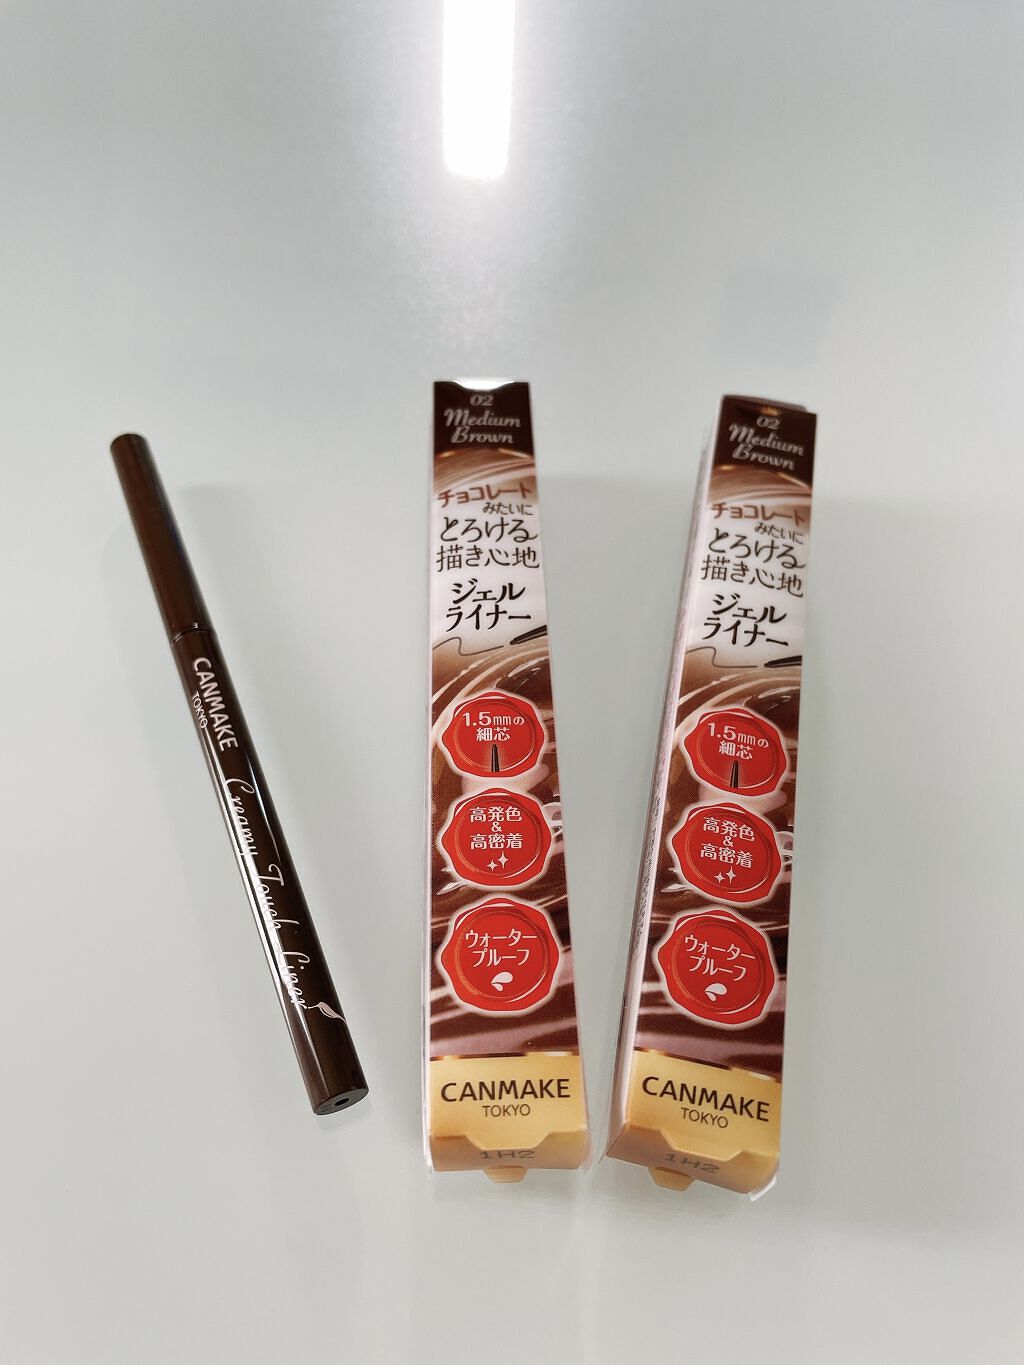 CANMAKE
TOKYO
Creamy Touch Liner
02
Medium
Brown
チョコレート
みたいに
とろける
描き心地
ジェル
ライナー
1.5mmの
細芯
高発色
&
高密着
ウォーター
プルーフ
CANMAKE
TOKYO
1H2
02
Medium
Brown
チョコレート
みたいに
とろける
描き心地
ジェル
ライナー
1.5mmの
細芯
高発色
&
高密着
ウォーター
プルーフ
CANMAKE
TOKYO
1H2